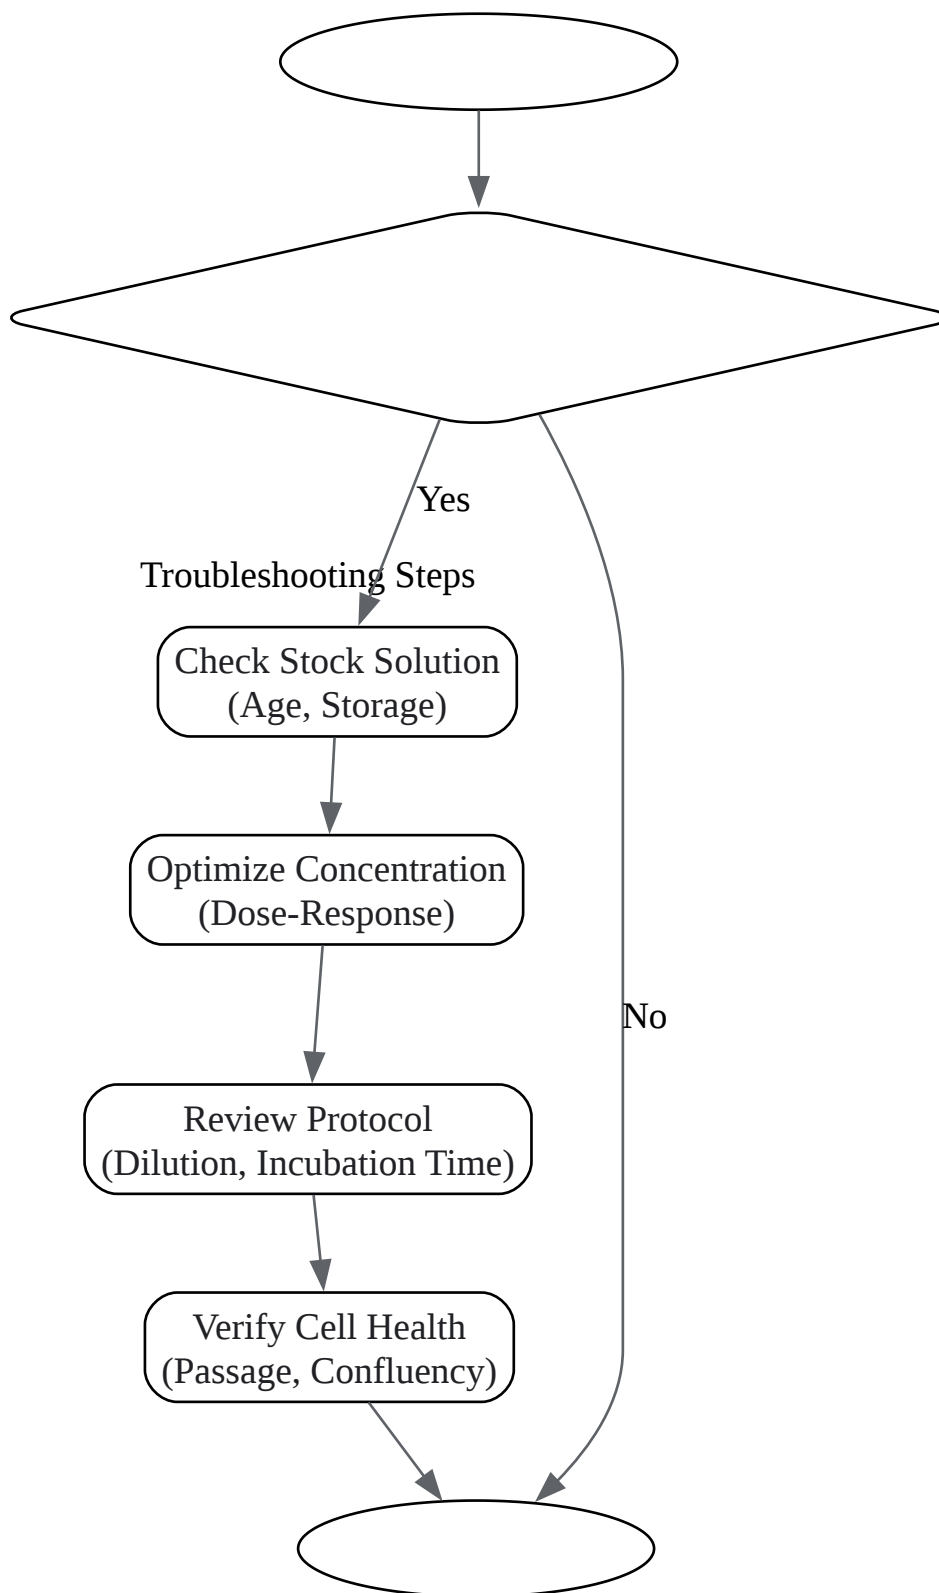 Yes
Troubleshooting Steps
Check Stock Solution
(Age, Storage)
Optimize Concentration
(Dose-Response)
No
Review Protocol
(Dilution, Incubation Time)
Verify Cell Health
(Passage, Confluency)